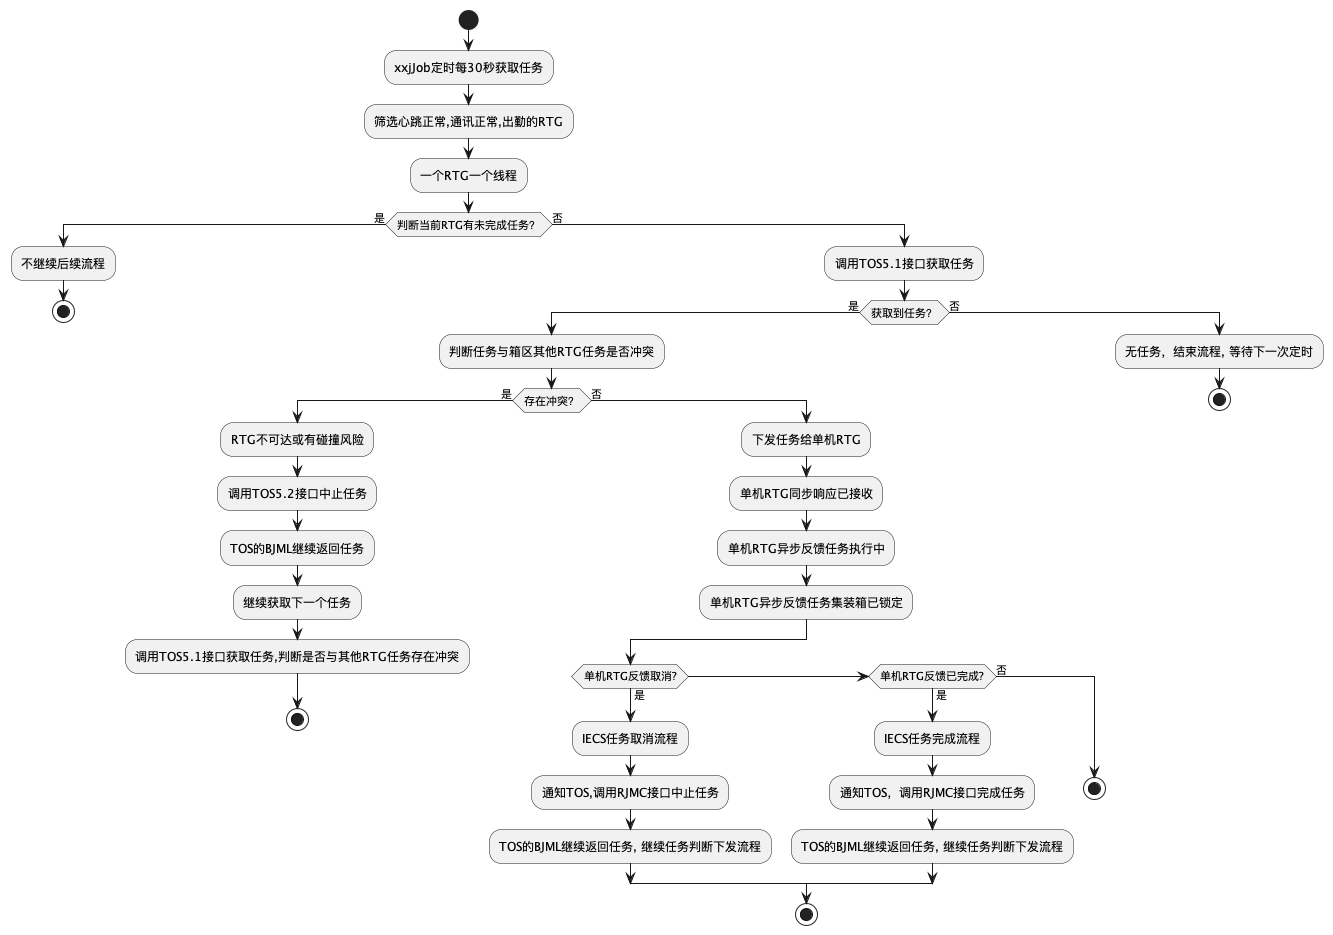 xxjJob定时每30秒获取任务
筛选心跳正常,通讯正常,出勤的RTG
一个RTG一个线程
是
判断当前RTG有未完成任务?
否
不继续后续流程
调用TOS5.1接口获取任务
是
获取到任务?
否
判断任务与箱区其他RTG任务是否冲突
无任务，结束流程, 等待下一次定时
是
存在冲突?
否
RTG不可达或有碰撞风险
下发任务给单机RTG
调用TOS5.2接口中止任务
单机RTG同步响应已接收
TOS的BJML继续返回任务
单机RTG异步反馈任务执行中
继续获取下一个任务
单机RTG异步反馈任务集装箱已锁定
调用TOS5.1接口获取任务,判断是否与其他RTG任务存在冲突
单机RTG反馈取消?
单机RTG反馈已完成?
否
是
是
IECS任务取消流程
IECS任务完成流程
通知TOS,调用RJMC接口中止任务
通知TOS，调用RJMC接口完成任务
TOS的BJML继续返回任务, 继续任务判断下发流程
TOS的BJML继续返回任务, 继续任务判断下发流程